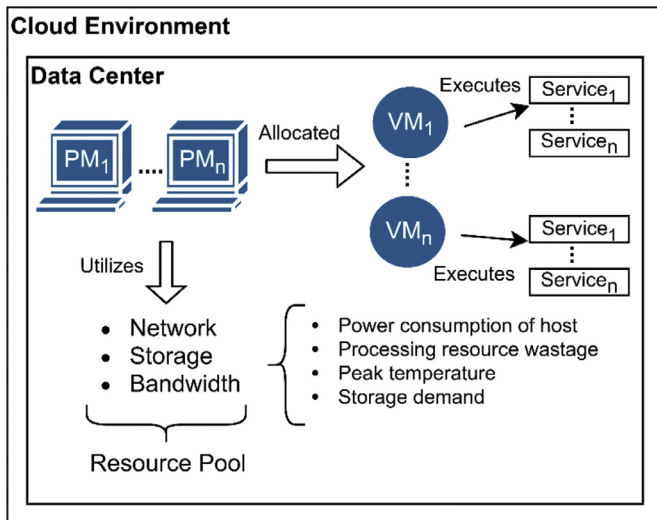 Cloud Environment
Data Center
PM1 .... PMn
Allocated
VM1
VMn
Executes
Service1
Servicen
Service1
Servicen
Executes
Utilizes
• Network
• Storage
• Bandwidth
Resource Pool
• Power consumption of host
• Processing resource wastage
• Peak temperature
• Storage demand